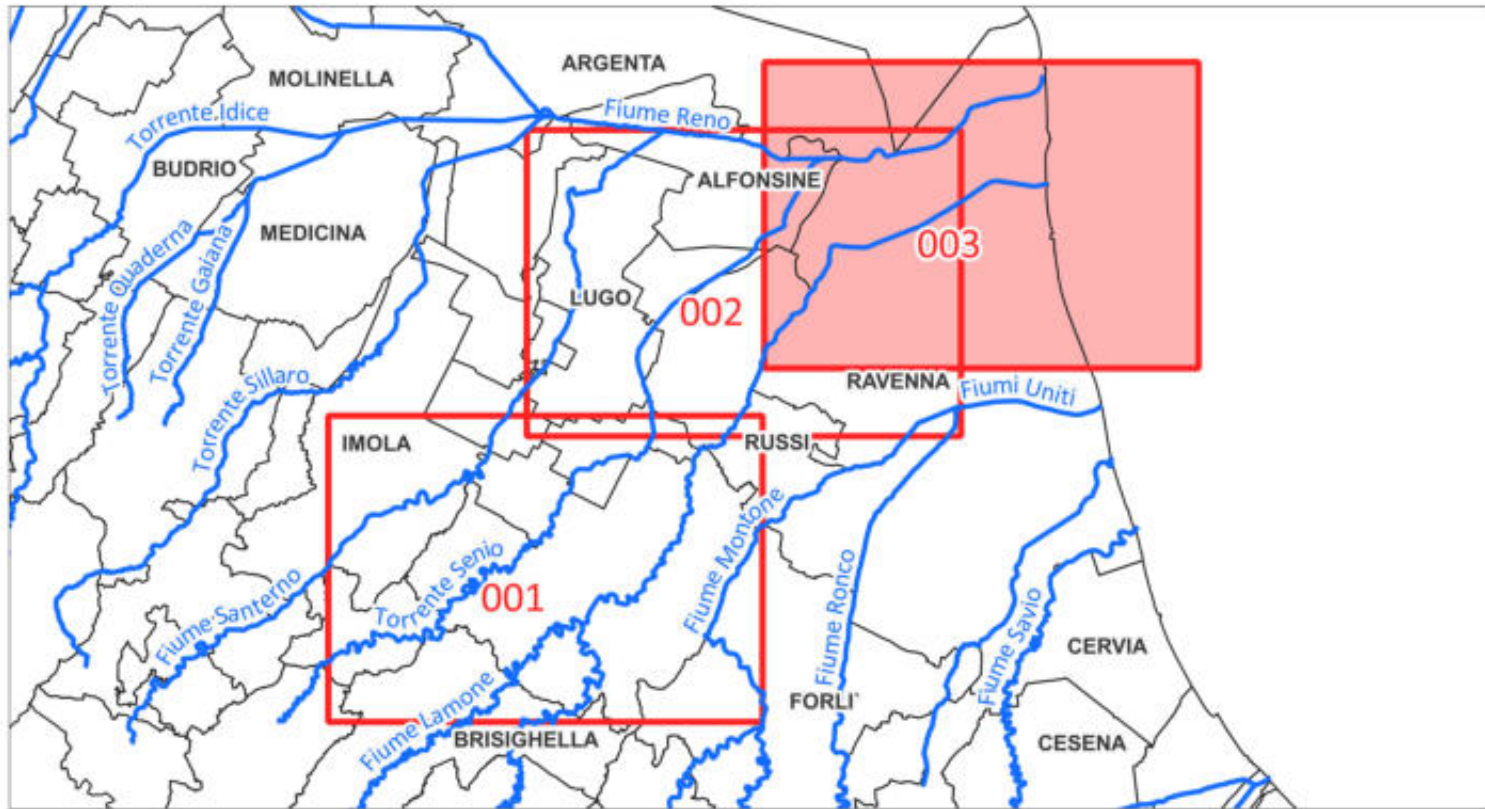 ARGENTA
MOLINELLA
Torrente Idice
Fiume Reno
BUDRIO
ALFONSINE
MEDICINA
003
Torrente Quaderna
Torrente Gaiana
LUGO
002
RAVENNA
Fiumi Uniti
Torrente Sillaro
IMOLA
RUSSI
Fiume Montone
Torrente Senio
001
Fiume Santerno
Fiume Ronco
Fiume Savio
CERVIA
Fiume Lamone
FORLI'
BRISIGHELLA
CESENA